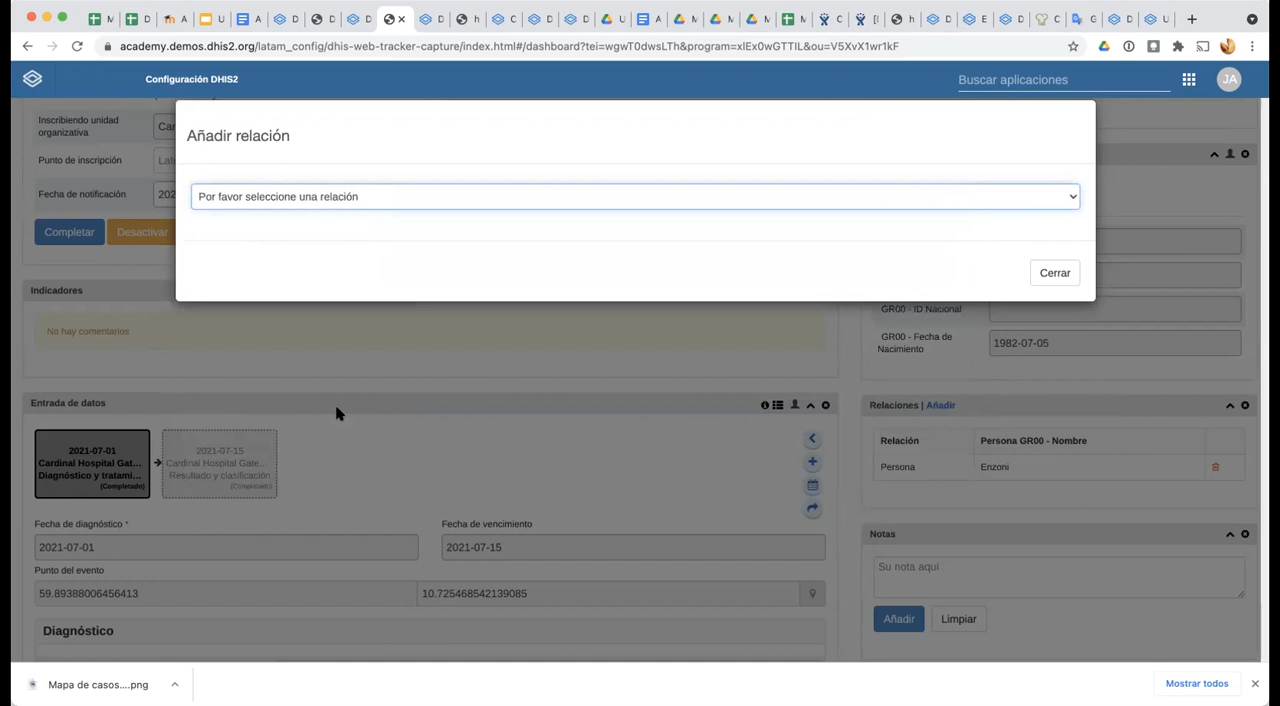 academy.demos.dhis2.org/latam_config/dhis-web-tracker-capture/index.html#/dashboard?tei=wgwT0dwsLTh&program=xlEx0wGTTIL&ou=V5XvX1wr1kF
Configuración DHIS2
Buscar aplicaciones
JA
Añadir relación
Por favor seleccione una relación
Cerrar
Inscribiendo unidad
organizativa
Car
Punto de inscripción
Lat
Fecha de notificación
202
Completar
Desactivar
Indicadores
No hay comentarios
Entrada de datos
2021-07-01
Cardinal Hospital Gate...
Diagnóstico y tratami...
(Completado)
2021-07-15
Cardinal Hospital Gate...
Resultado y clasificación
(Completado)
Fecha de diagnóstico *
2021-07-01
Fecha de vencimiento
2021-07-15
Punto del evento
59.89388006456413
10.725468542139085
Diagnóstico
GR00 - ID Nacional
GR00 - Fecha de
Nacimiento
1982-07-05
Relaciones | Añadir
Relación
Persona GR00 - Nombre
Persona
Enzoni
Notas
Su nota aquí
Añadir
Limpiar
Mapa de casos....png
Mostrar todos